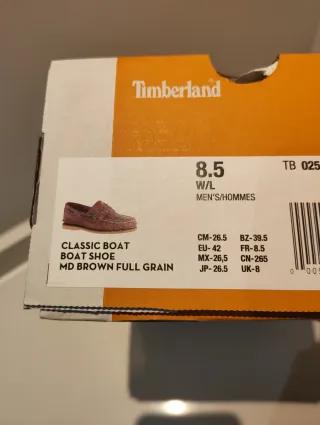 Timberland
8.5
W/L
MEN'S/HOMMES
TB 025
CLASSIC BOAT
BOAT SHOE
MD BROWN FULL GRAIN
CM-26.5 BZ-39.5
EU- 42 FR-8.5
MX-26,5 CN-265
JP-26.5 UK-8